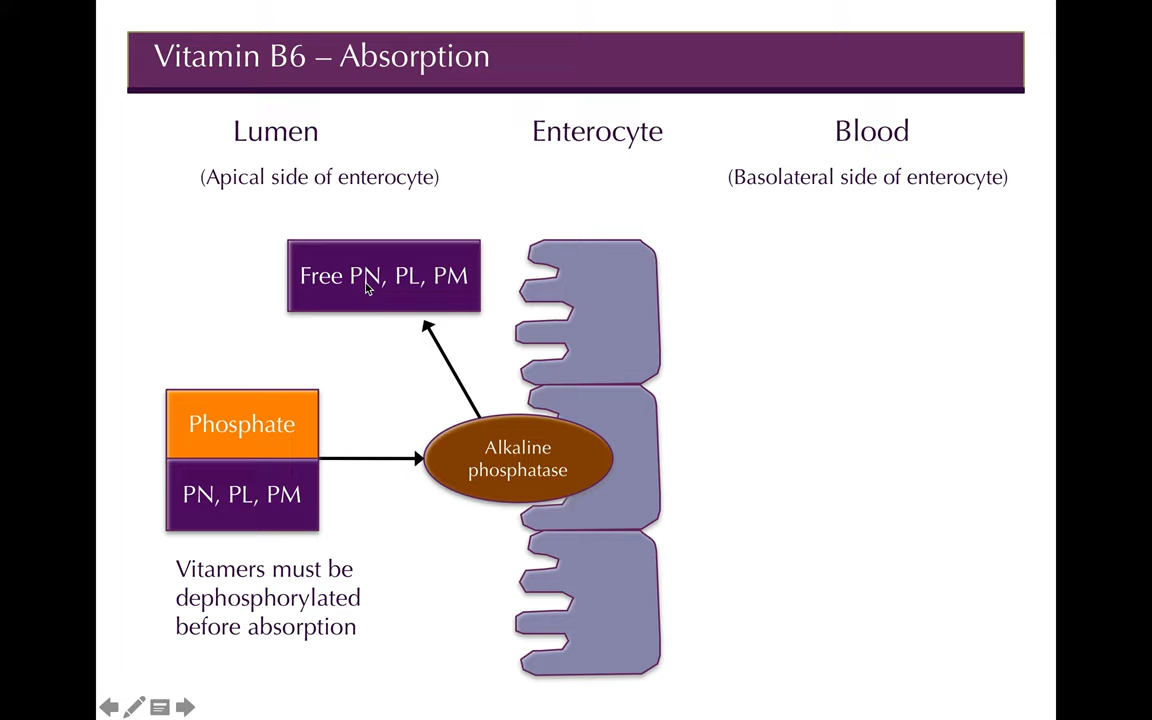 Vitamin B6 – Absorption
Lumen
Enterocyte
Blood
(Apical side of enterocyte)
(Basolateral side of enterocyte)
Free PN, PL, PM
Phosphate
PN, PL, PM
Alkaline
phosphatase
Vitamers must be
dephosphorylated
before absorption